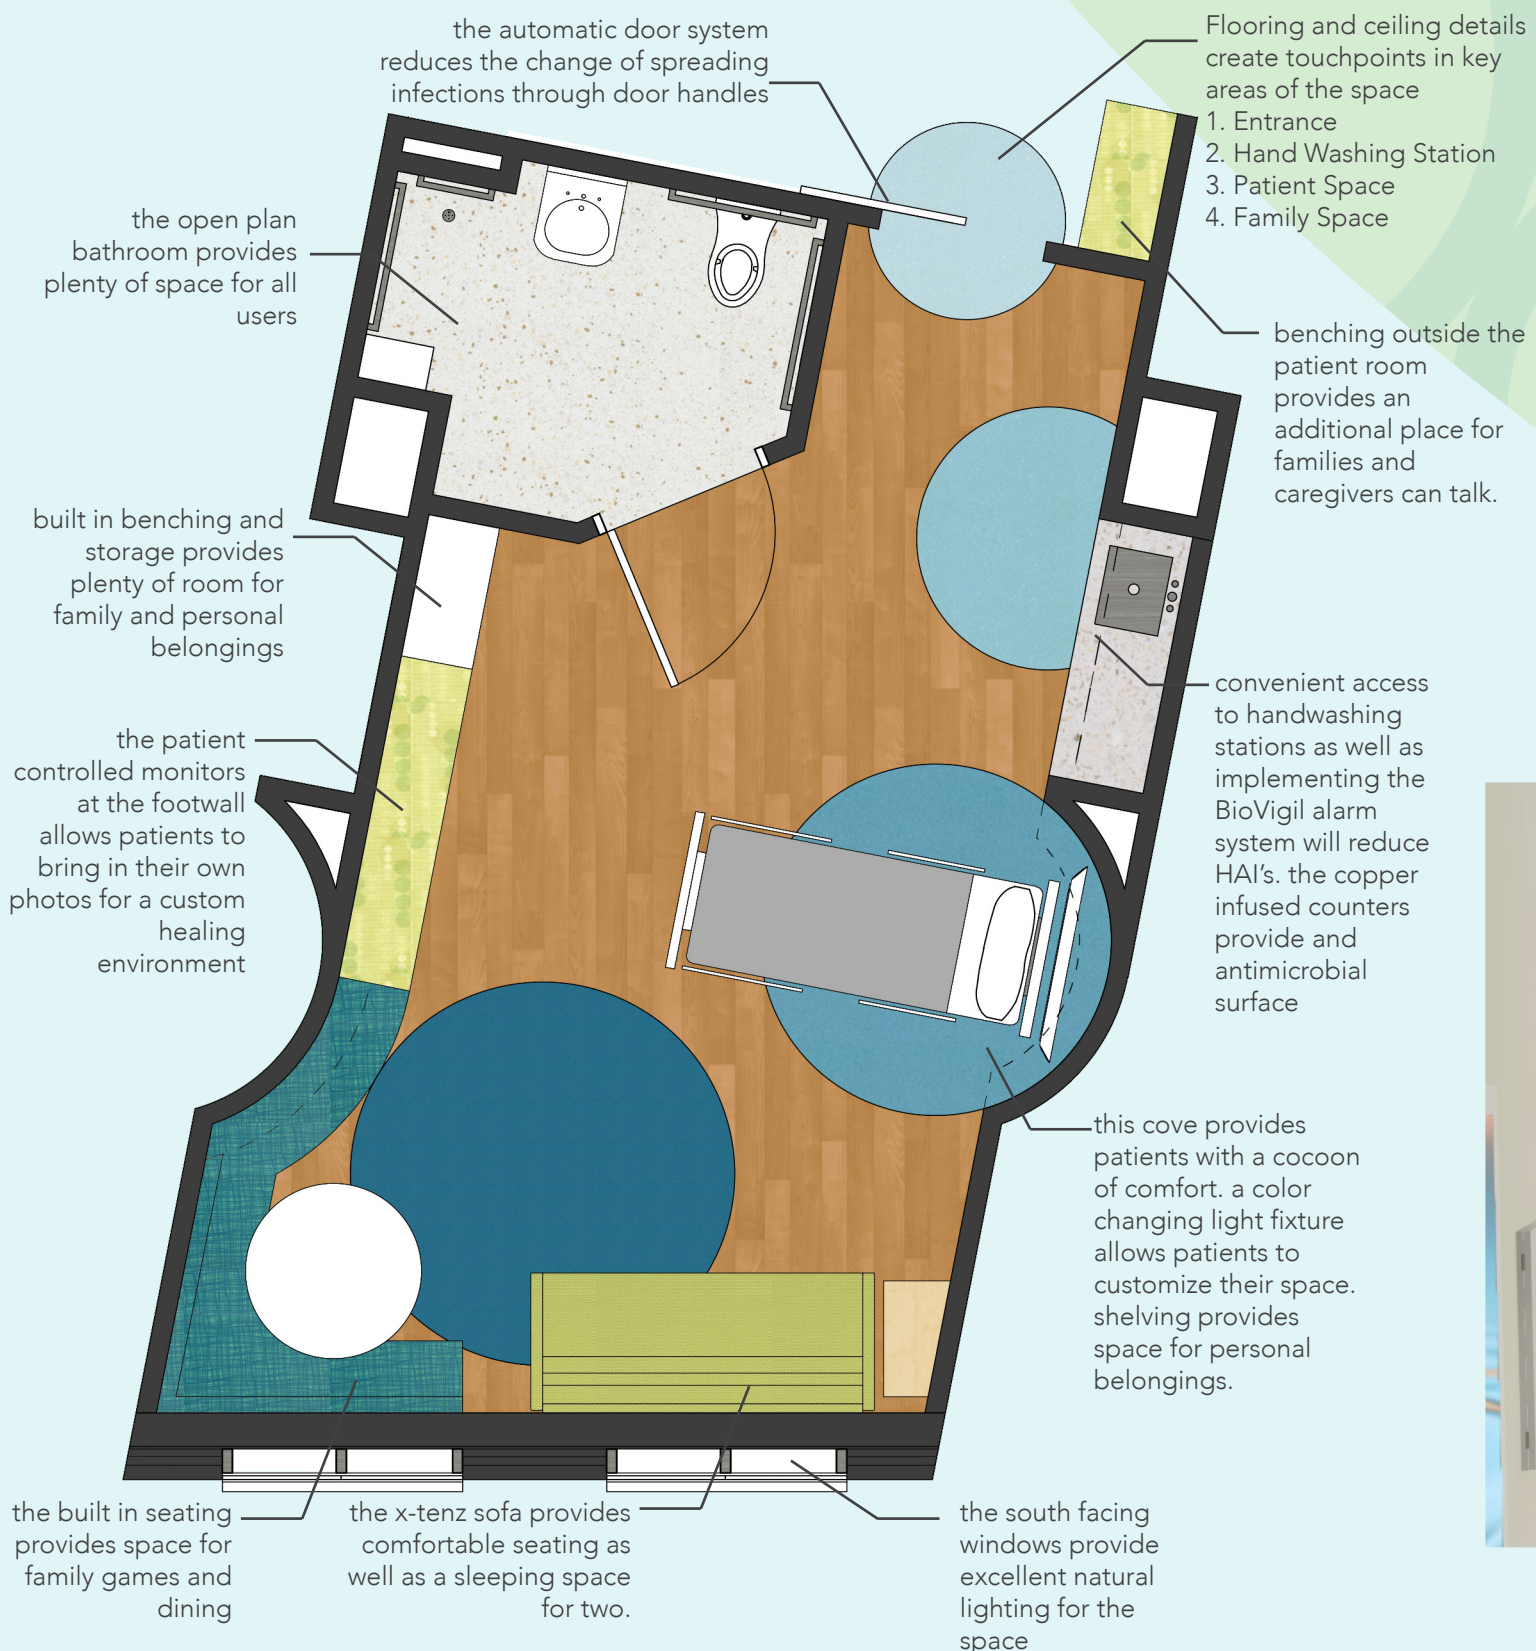 the automatic door system
reduces the change of spreading
infections through door handles
Flooring and ceiling details
create touchpoints in key
areas of the space
1. Entrance
2. Hand Washing Station
3. Patient Space
4. Family Space
the open plan
bathroom provides
plenty of space for all
users
benching outside the
patient room
provides an
additional place for
families and
caregivers can talk.
built in benching and
storage provides
plenty of room for
family and personal
belongings
convenient access
to handwashing
stations as well as
implementing the
BioVigil alarm
system will reduce
HAI's. the copper
infused counters
provide and
antimicrobial
surface
the patient
controlled monitors
at the footwall
allows patients to
bring in their own
photos for a custom
healing
environment
this cove provides
patients with a cocoon
of comfort. a color
changing light fixture
allows patients to
customize their space.
shelving provides
space for personal
belongings.
the built in seating
provides space for
family games and
dining
the x-tenz sofa provides
comfortable seating as
well as a sleeping space
for two.
the south facing
windows provide
excellent natural
lighting for the
space